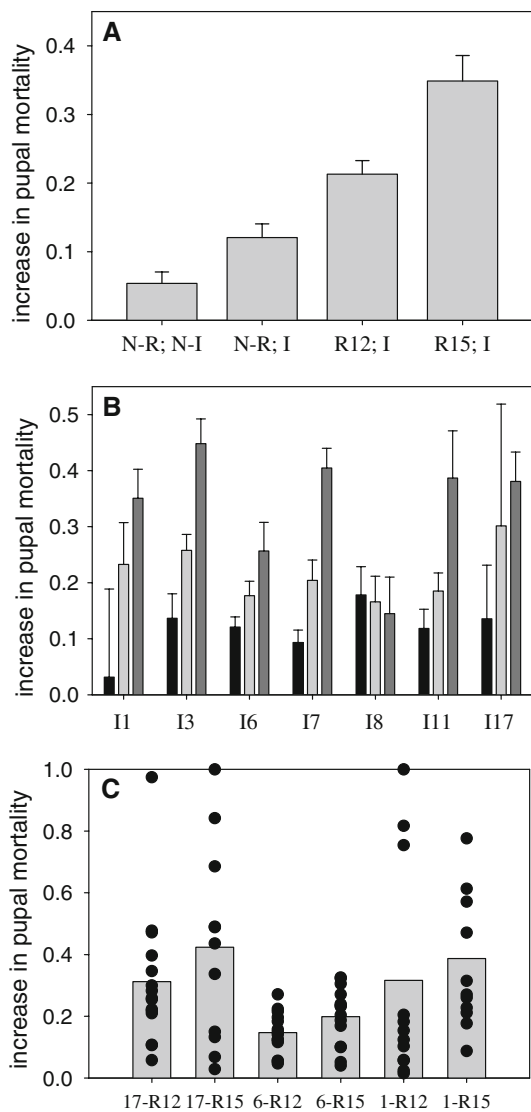 A
increase in pupal mortality
0.4
0.3
0.2
0.1
0.0
N-R; N-I N-R; I R12; I R15; I
B
increase in pupal mortality
0.5
0.4
0.3
0.2
0.1
0.0
I1 I3 I6 I7 I8 I11 I17
C
increase in pupal mortality
1.0
0.8
0.6
0.4
0.2
0.0
17-R12 17-R15 6-R12 6-R15 1-R12 1-R15